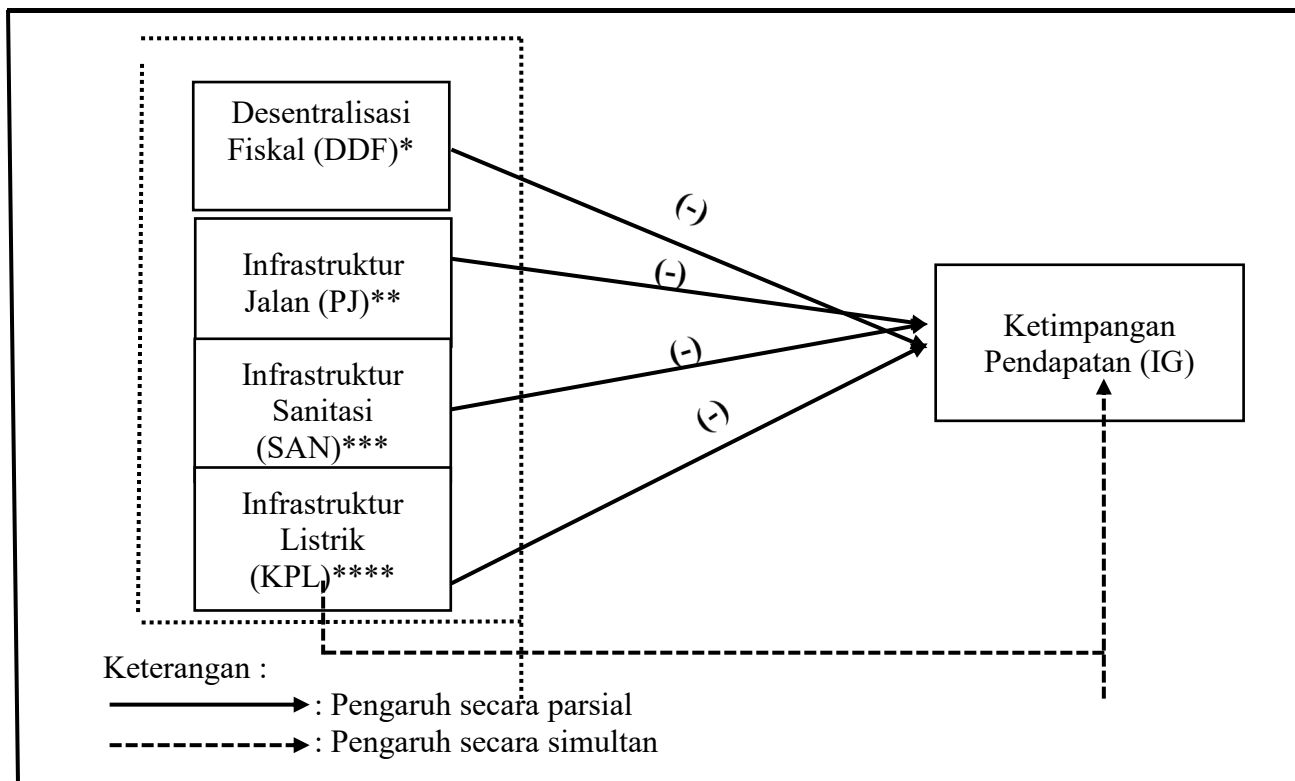 Desentralisasi
Fiskal (DDF)*
(-)
Infrastruktur
Jalan (PJ)**
(-)
Infrastruktur
Sanitasi
(SAN)***
(-)
Infrastruktur
Listrik
(KPL)****
(-)
Ketimpangan
Pendapatan (IG)
Keterangan :
: Pengaruh secara parsial
: Pengaruh secara simultan